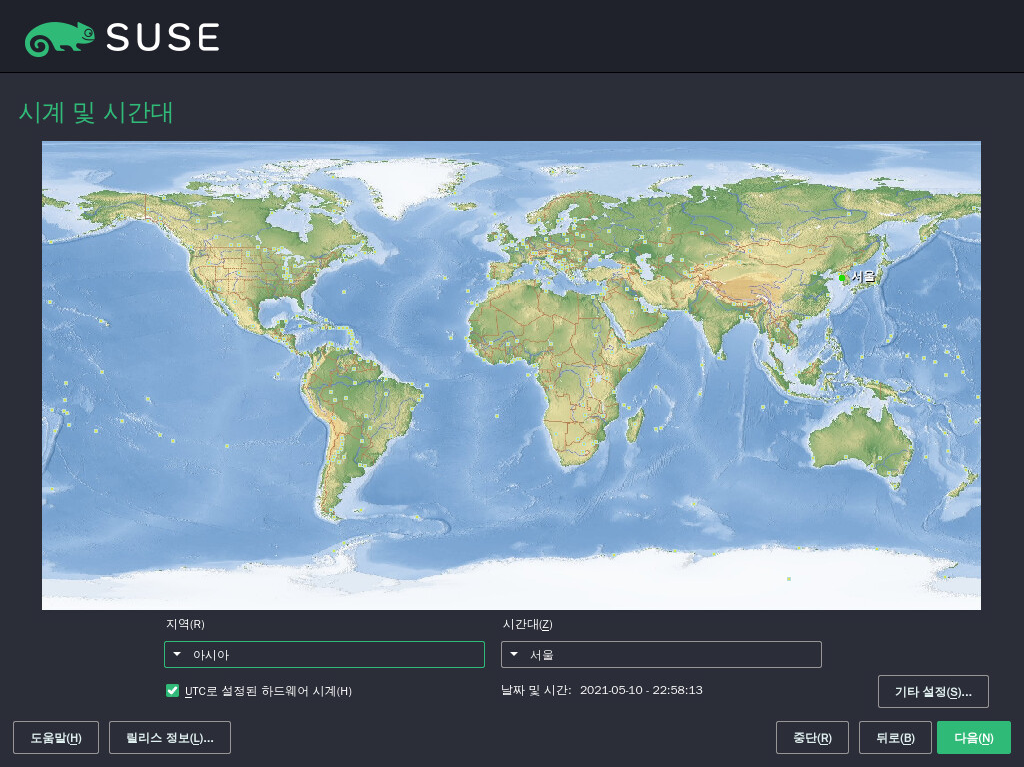 SUSE
시계 및 시간대
서울
지역(R)
시간대(Z)
아시아
서울
UTC로 설정된 하드웨어 시계(H)
날짜 및 시간: 2021-05-10 - 22:58:13
기타 설정(S)...
도움말(H)
릴리스 정보(L)...
중단(R)
뒤로(B)
다음(N)